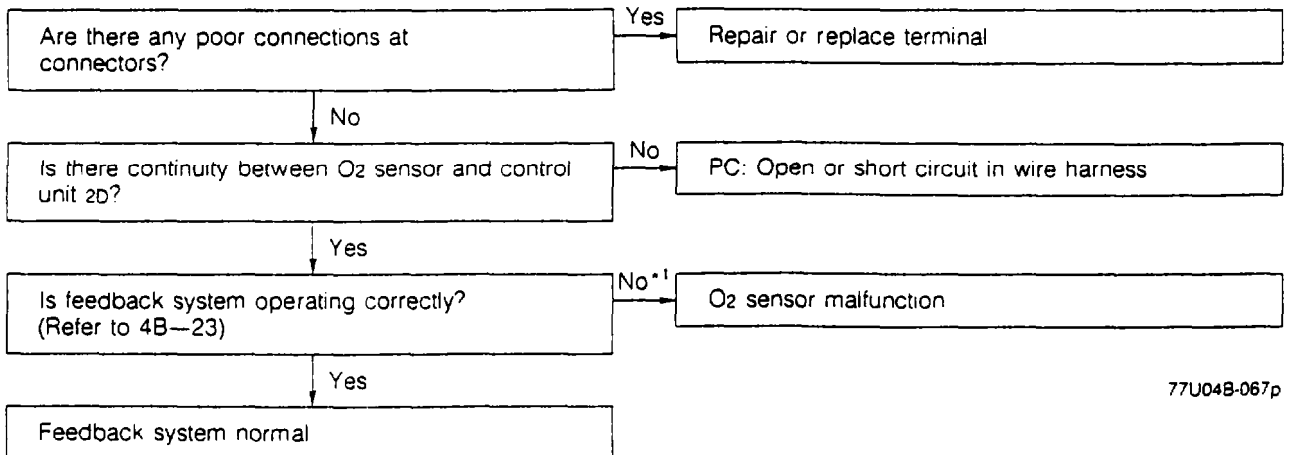 Are there any poor connections at
connectors?
Yes
Repair or replace terminal
No
Is there continuity between O2 sensor and control
unit 2D?
No
PC: Open or short circuit in wire harness
Yes
Is feedback system operating correctly?
(Refer to 4B—23)
No*1
O2 sensor malfunction
Yes
77U04B-067p
Feedback system normal